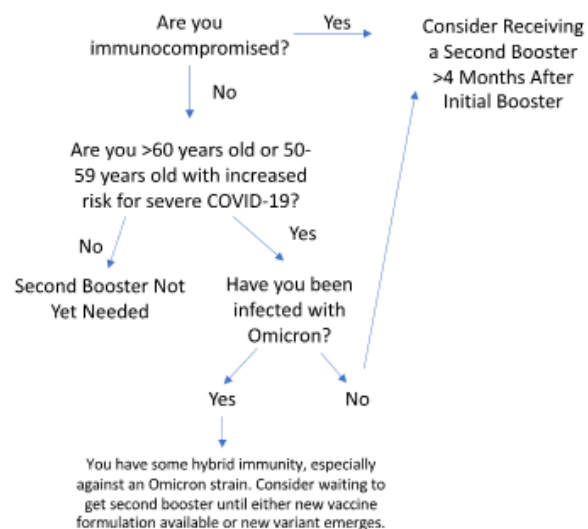 Are you
immunocompromised?
Yes
Consider Receiving
a Second Booster
>4 Months After
Initial Booster
No
Are you >60 years old or 50-
59 years old with increased
risk for severe COVID-19?
No
Yes
Second Booster Not
Yet Needed
Have you been
infected with
Omicron?
Yes
No
You have some hybrid immunity, especially
against an Omicron strain. Consider waiting to
get second booster until either new vaccine
formulation available or new variant emerges.